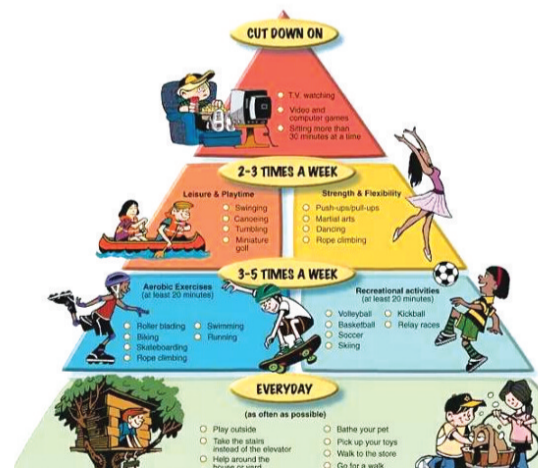 CUT DOWN ON
T.V. watching
Video and
computer games
Sitting more than
30 minutes at a time
2-3 TIMES A WEEK
Leisure & Playtime
Swinging
Canoeing
Tumbling
Miniature
golf
Strength & Flexibility
Push-ups/pull-ups
Martial arts
Dancing
Rope climbing
3-5 TIMES A WEEK
Aerobic Exercises
(at least 20 minutes)
Roller blading
Biking
Skateboarding
Rope climbing
Swimming
Running
Recreational activities
(at least 20 minutes)
Volleyball
Basketball
Soccer
Skiing
Kickball
Relay races
EVERYDAY
(as often as possible)
Play outside
Take the stairs
instead of the elevator
Help around the
house or yard
Bathe your pet
Pick up your toys
Walk to the store
Go for a walk